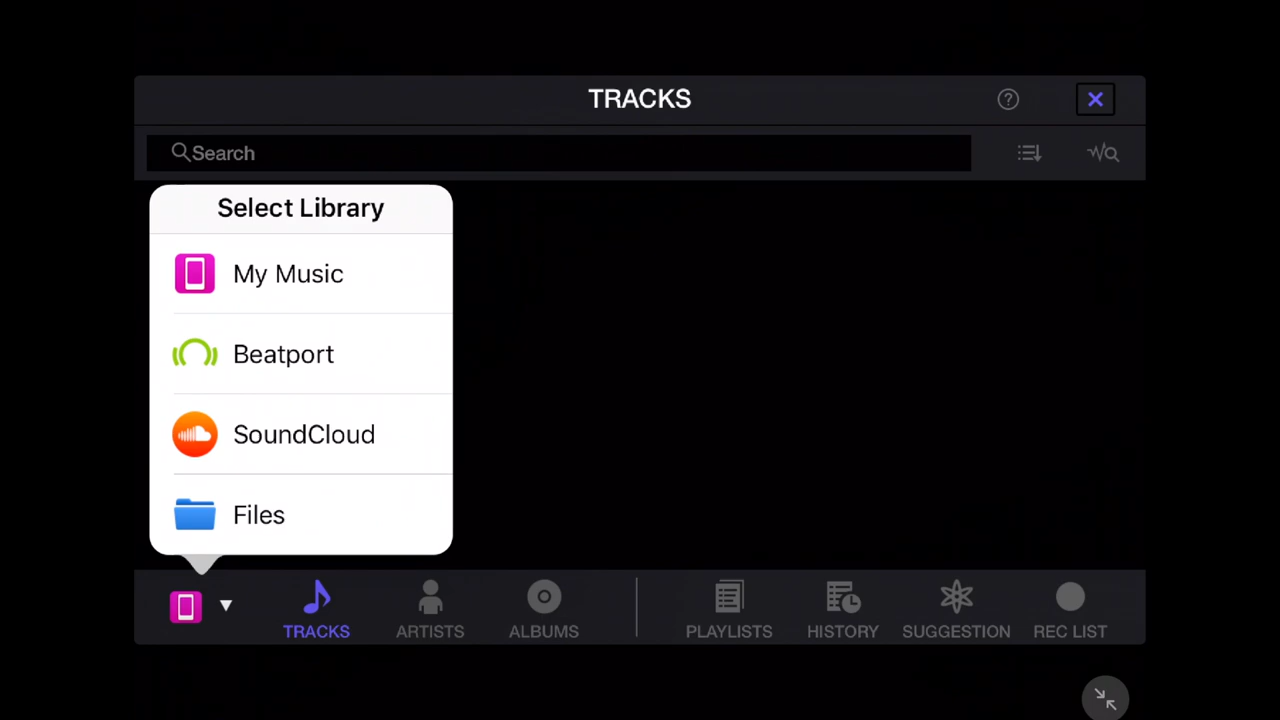 TRACKS
Search
Select Library
My Music
Beatport
SoundCloud
Files
TRACKS
ARTISTS
ALBUMS
PLAYLISTS
HISTORY
SUGGESTION
REC LIST